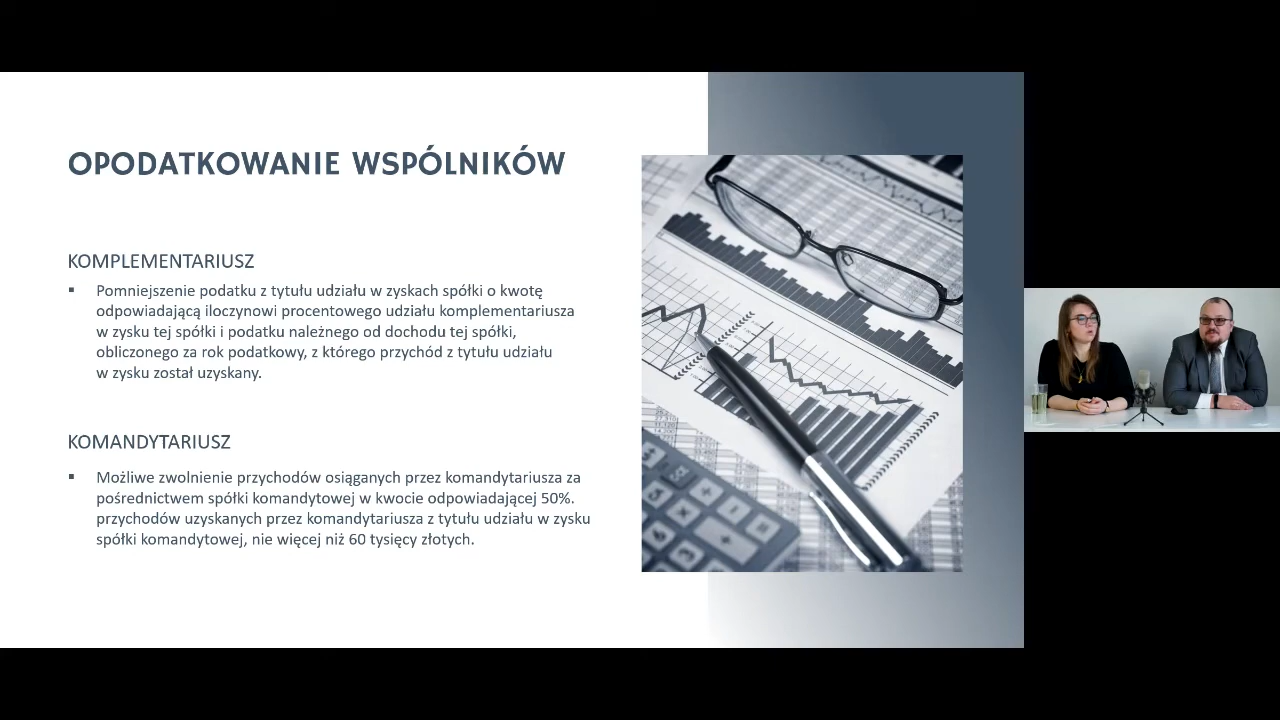 OPODATKOWANIE WSPÓLNIKÓW
KOMPLEMENTARIUSZ
▪ Pomniejszenie podatku z tytułu udziału w zyskach spółki o kwotę
odpowiadającą iloczynowi procentowego udziału komplementariusza
w zysku tej spółki i podatku należnego od dochodu tej spółki,
obliczonego za rok podatkowy, z którego przychód z tytułu udziału
w zysku został uzyskany.
KOMANDYTARIUSZ
▪ Możliwe zwolnienie przychodów osiąganych przez komandytariusza za
pośrednictwem spółki komandytowej w kwocie odpowiadającej 50%.
przychodów uzyskanych przez komandytariusza z tytułu udziału w zysku
spółki komandytowej, nie więcej niż 60 tysięcy złotych.